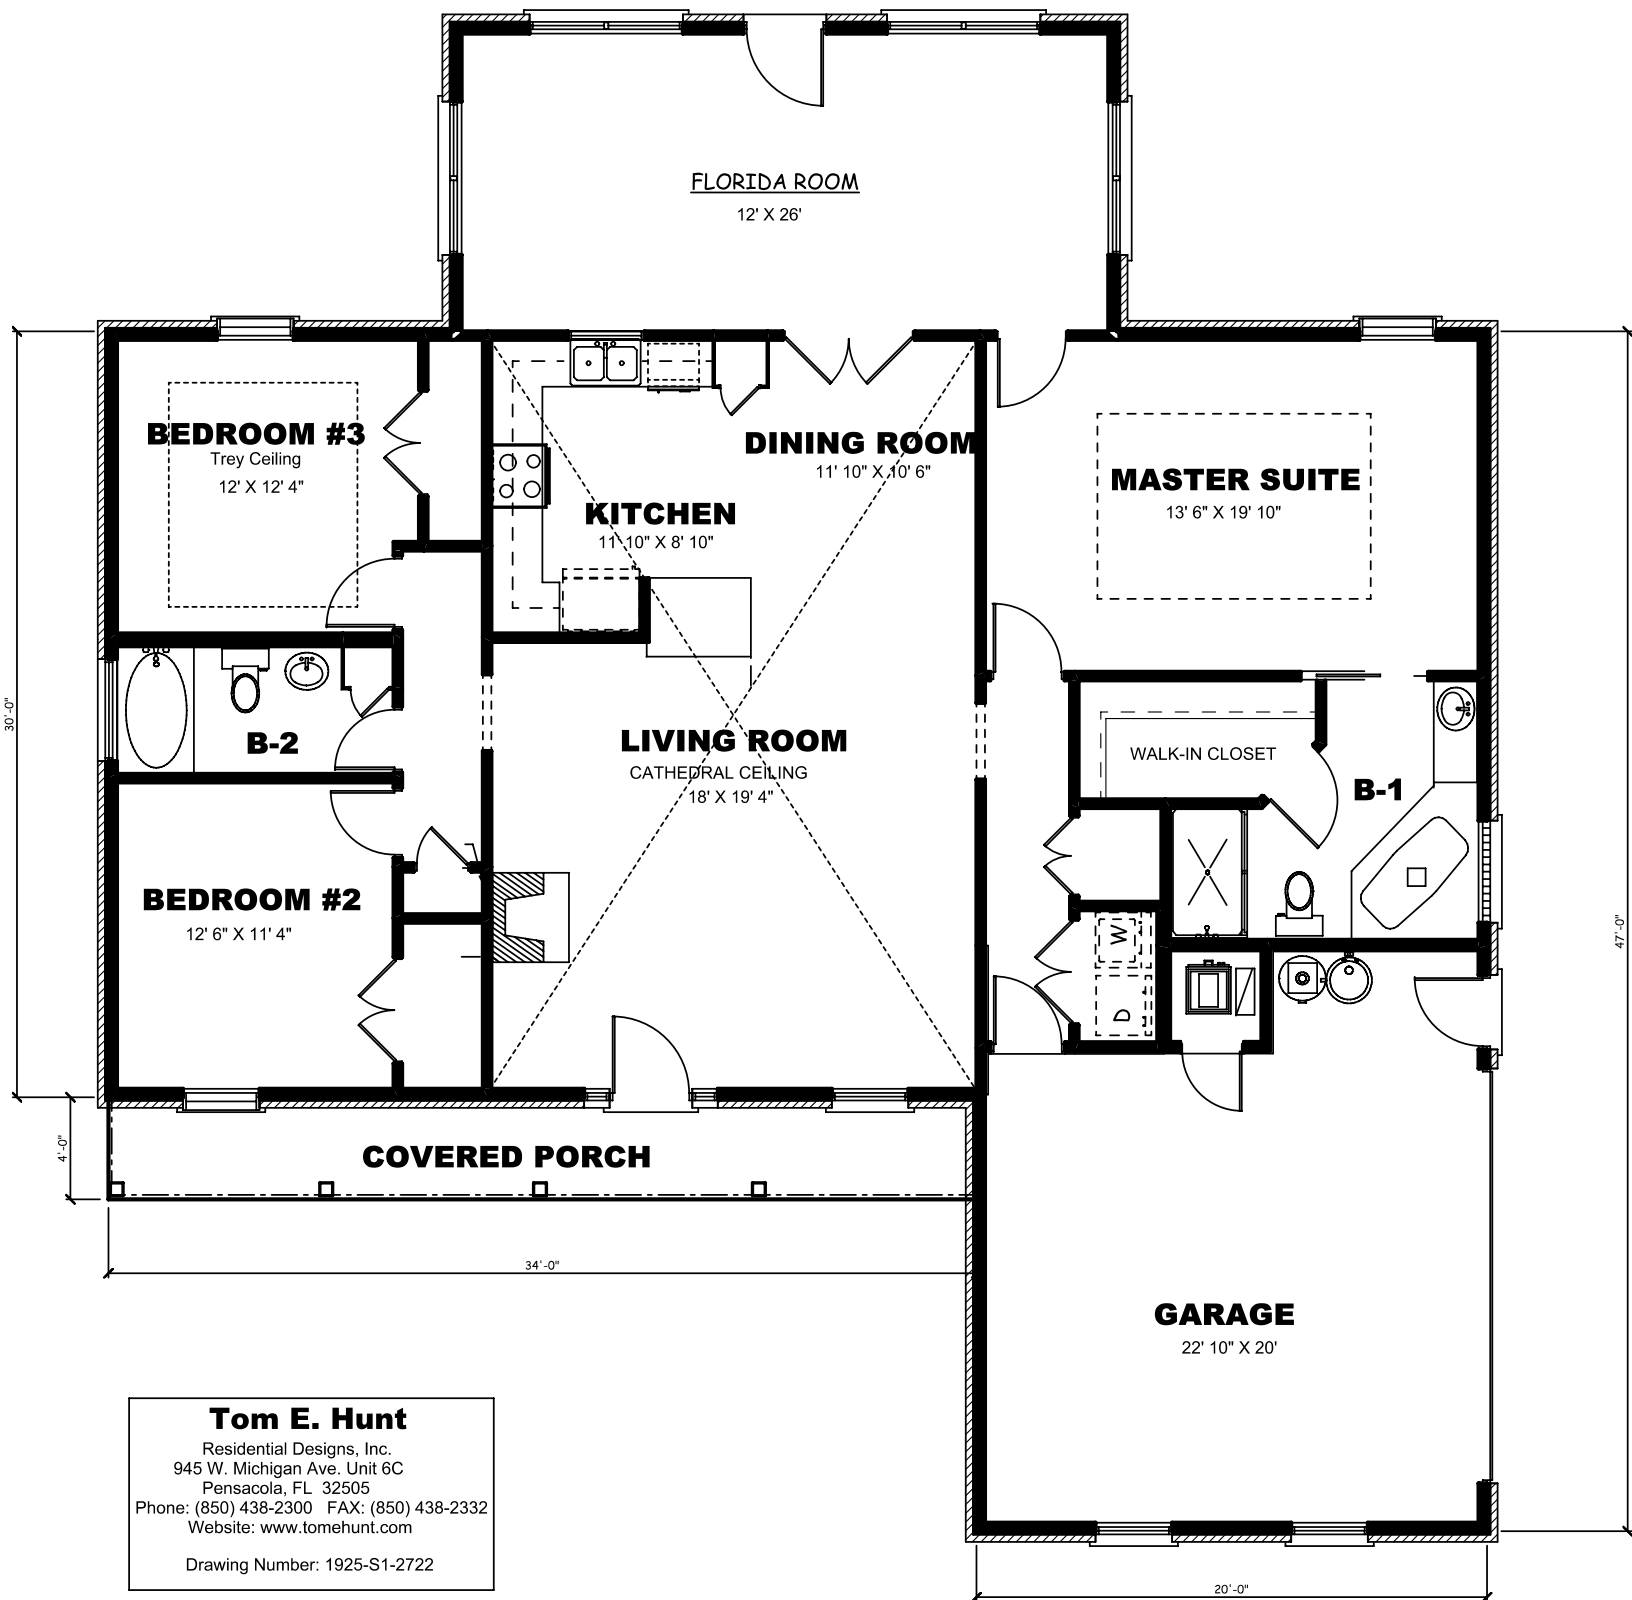 FLORIDA ROOM
12' X 26'
BEDROOM #3
Trey Ceiling
12' X 12' 4"
KITCHEN
11' 10" X 8' 10"
DINING ROOM
11' 10" X 10' 6"
MASTER SUITE
13' 6" X 19' 10"
30'-0"
B-2
LIVING ROOM
CATHEDRAL CEILING
18' X 19' 4"
WALK-IN CLOSET
B-1
BEDROOM #2
12' 6" X 11' 4"
W
D
47'-0"
4'-0"
COVERED PORCH
34'-0"
GARAGE
22' 10" X 20'
20'-0"
Tom E. Hunt
Residential Designs, Inc.
945 W. Michigan Ave. Unit 6C
Pensacola, FL 32505
Phone: (850) 438-2300 FAX: (850) 438-2332
Website: www.tomehunt.com
Drawing Number: 1925-S1-2722